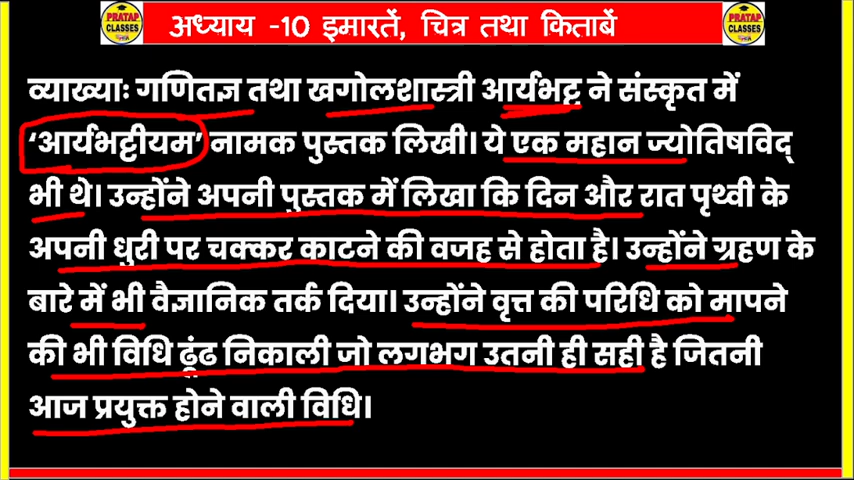 PRATAP
CLASSES
अध्याय -10 इमारतें, चित्र तथा किताबें
PRATAP
CLASSES
व्याख्याः गणितज्ञ तथा खगोलशास्त्री आर्यभट्ट ने संस्कृत में
‘आर्यभट्टीयम’ नामक पुस्तक लिखी। ये एक महान ज्योतिषविद्
भी थे। उन्होंने अपनी पुस्तक में लिखा कि दिन और रात पृथ्वी के
अपनी धुरी पर चक्कर काटने की वजह से होता है। उन्होंने ग्रहण के
बारे में भी वैज्ञानिक तर्क दिया। उन्होंने वृत्त की परिधि को मापने
की भी विधि ढूंढ निकाली जो लगभग उतनी ही सही है जितनी
आज प्रयुक्त होने वाली विधि।